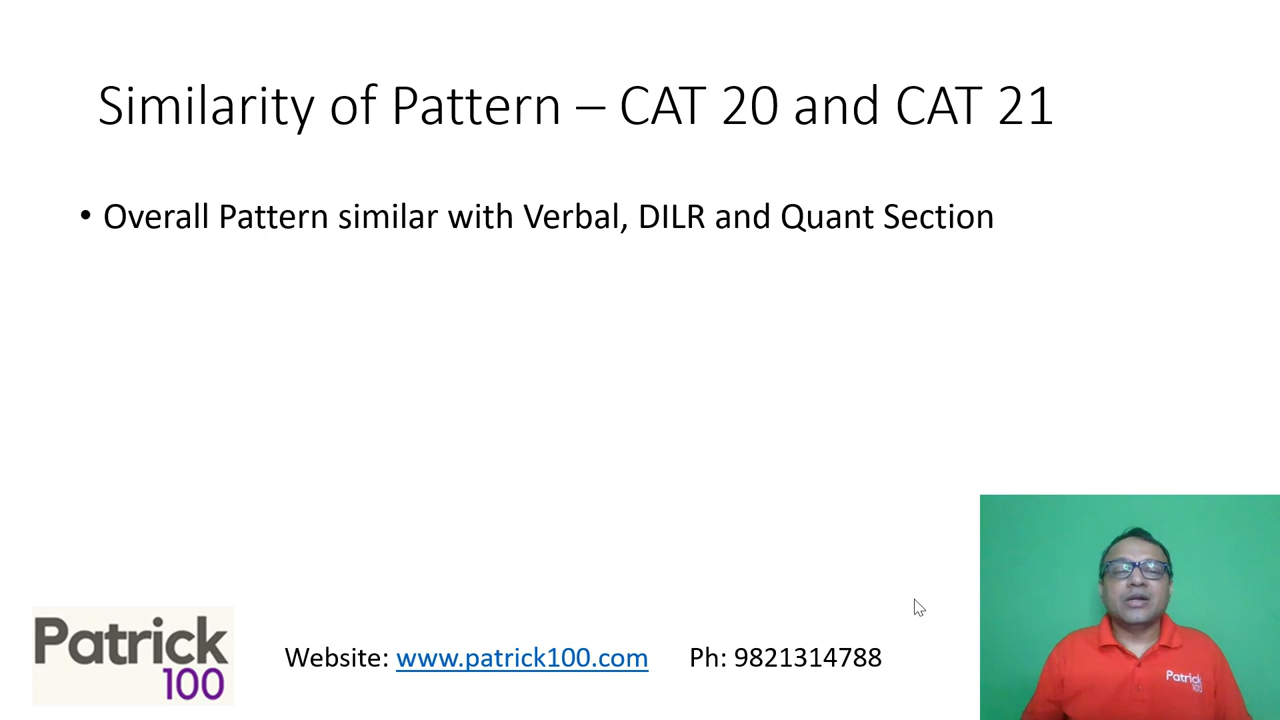 Similarity of Pattern – CAT 20 and CAT 21
• Overall Pattern similar with Verbal, DILR and Quant Section
Patrick
100
Website: www.patrick100.com Ph: 9821314788
Patrick
100